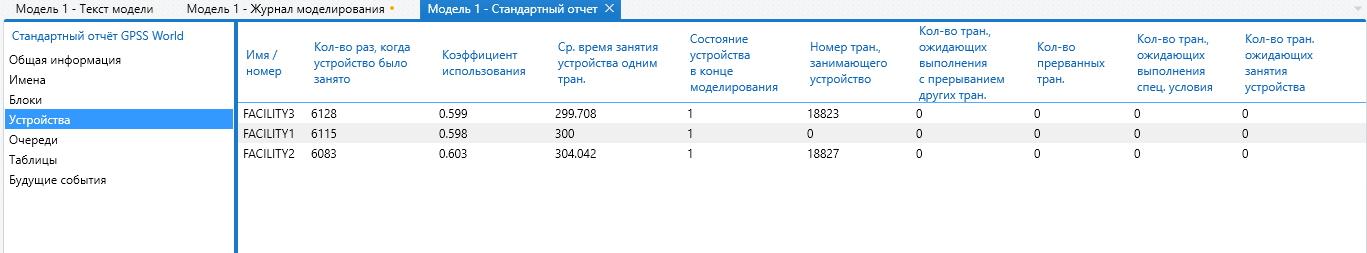 Модель 1 - Текст модели
Модель 1 - Журнал моделирования
Модель 1 - Стандартный отчет
Стандартный отчёт GPSS World
Общая информация
Имена
Блоки
Устройства
Очереди
Таблицы
Будущие события
Имя /
номер
Кол-во раз, когда
устройство было
занято
Коэффициент
использования
Ср. время занятия
устройства одним
тран.
Состояние
устройства
в конце
моделирования
Номер тран.,
занимающего
устройство
Кол-во тран.,
ожидающих
выполнения
с прерыванием
других тран.
Кол-во
прерванных
тран.
Кол-во тран.,
ожидающих
выполнения
спец. условия
Кол-во тран.
ожидающих
занятия
устройства
FACILITY3 6128 0.599 299.708 1 18823 0 0 0 0
FACILITY1 6115 0.598 300 1 0 0 0 0 0
FACILITY2 6083 0.603 304.042 1 18827 0 0 0 0